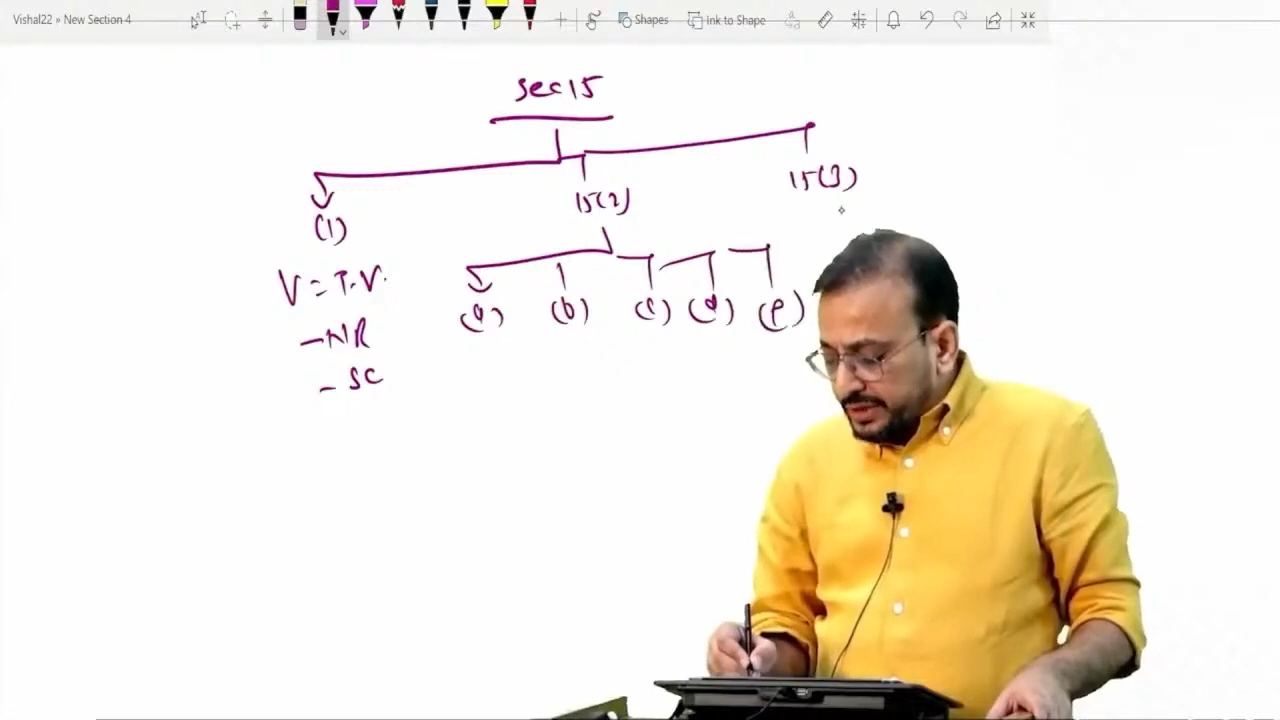 Vishal22 » New Section 4
Shapes
Ink to Shape
Sec 15
(1)
15(2)
15(3)
V = T.V.
- NR
- SC
(a) (b) (c) (d) (e)